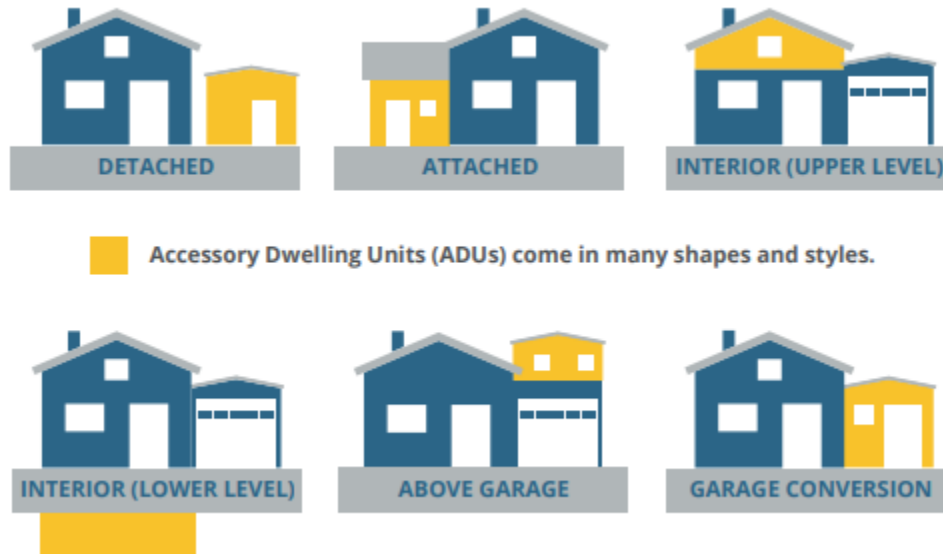 DETACHED
ATTACHED
INTERIOR (UPPER LEVEL)
Accessory Dwelling Units (ADUs) come in many shapes and styles.
INTERIOR (LOWER LEVEL)
ABOVE GARAGE
GARAGE CONVERSION